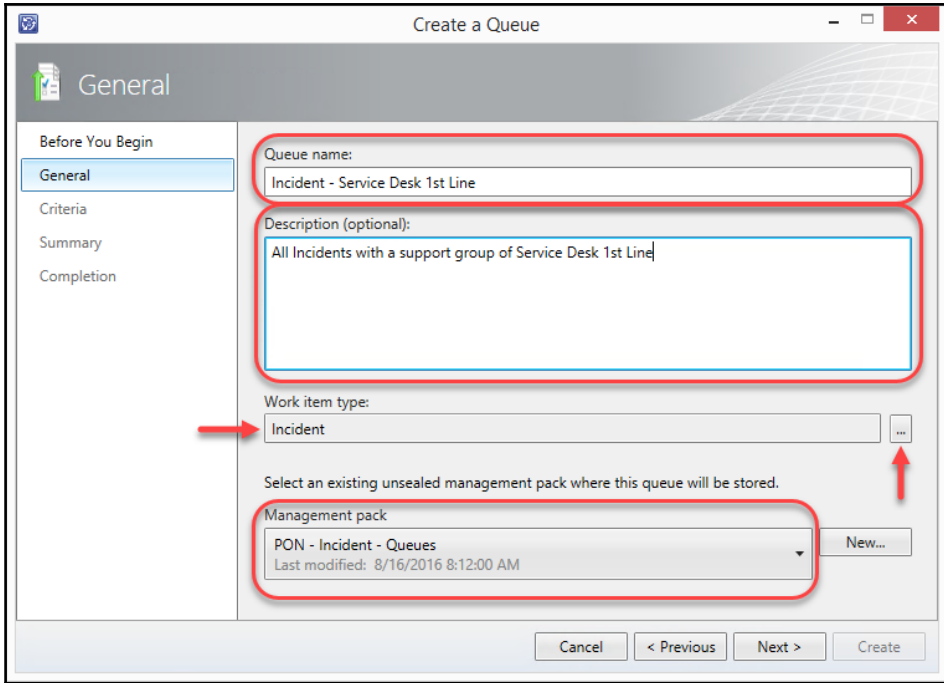 Create a Queue
General
Before You Begin
General
Criteria
Summary
Completion
Queue name:
Incident - Service Desk 1st Line
Description (optional):
All Incidents with a support group of Service Desk 1st Line
Work item type:
Incident
...
Select an existing unsealed management pack where this queue will be stored.
Management pack
PON - Incident - Queues
Last modified: 8/16/2016 8:12:00 AM
New...
Cancel
< Previous
Next >
Create